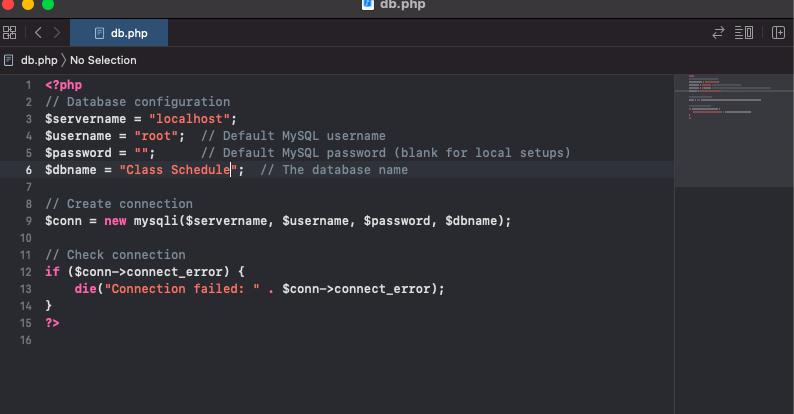 db.php
db.php
db.php 〉 No Selection
1 <?php
2 // Database configuration
3 $servername = "localhost";
4 $username = "root";  // Default MySQL username
5 $password = "";      // Default MySQL password (blank for local setups)
6 $dbname = "Class Schedule";  // The database name
7
8 // Create connection
9 $conn = new mysqli($servername, $username, $password, $dbname);
10
11 // Check connection
12 if ($conn->connect_error) {
13     die("Connection failed: " . $conn->connect_error);
14 }
15 ?>
16